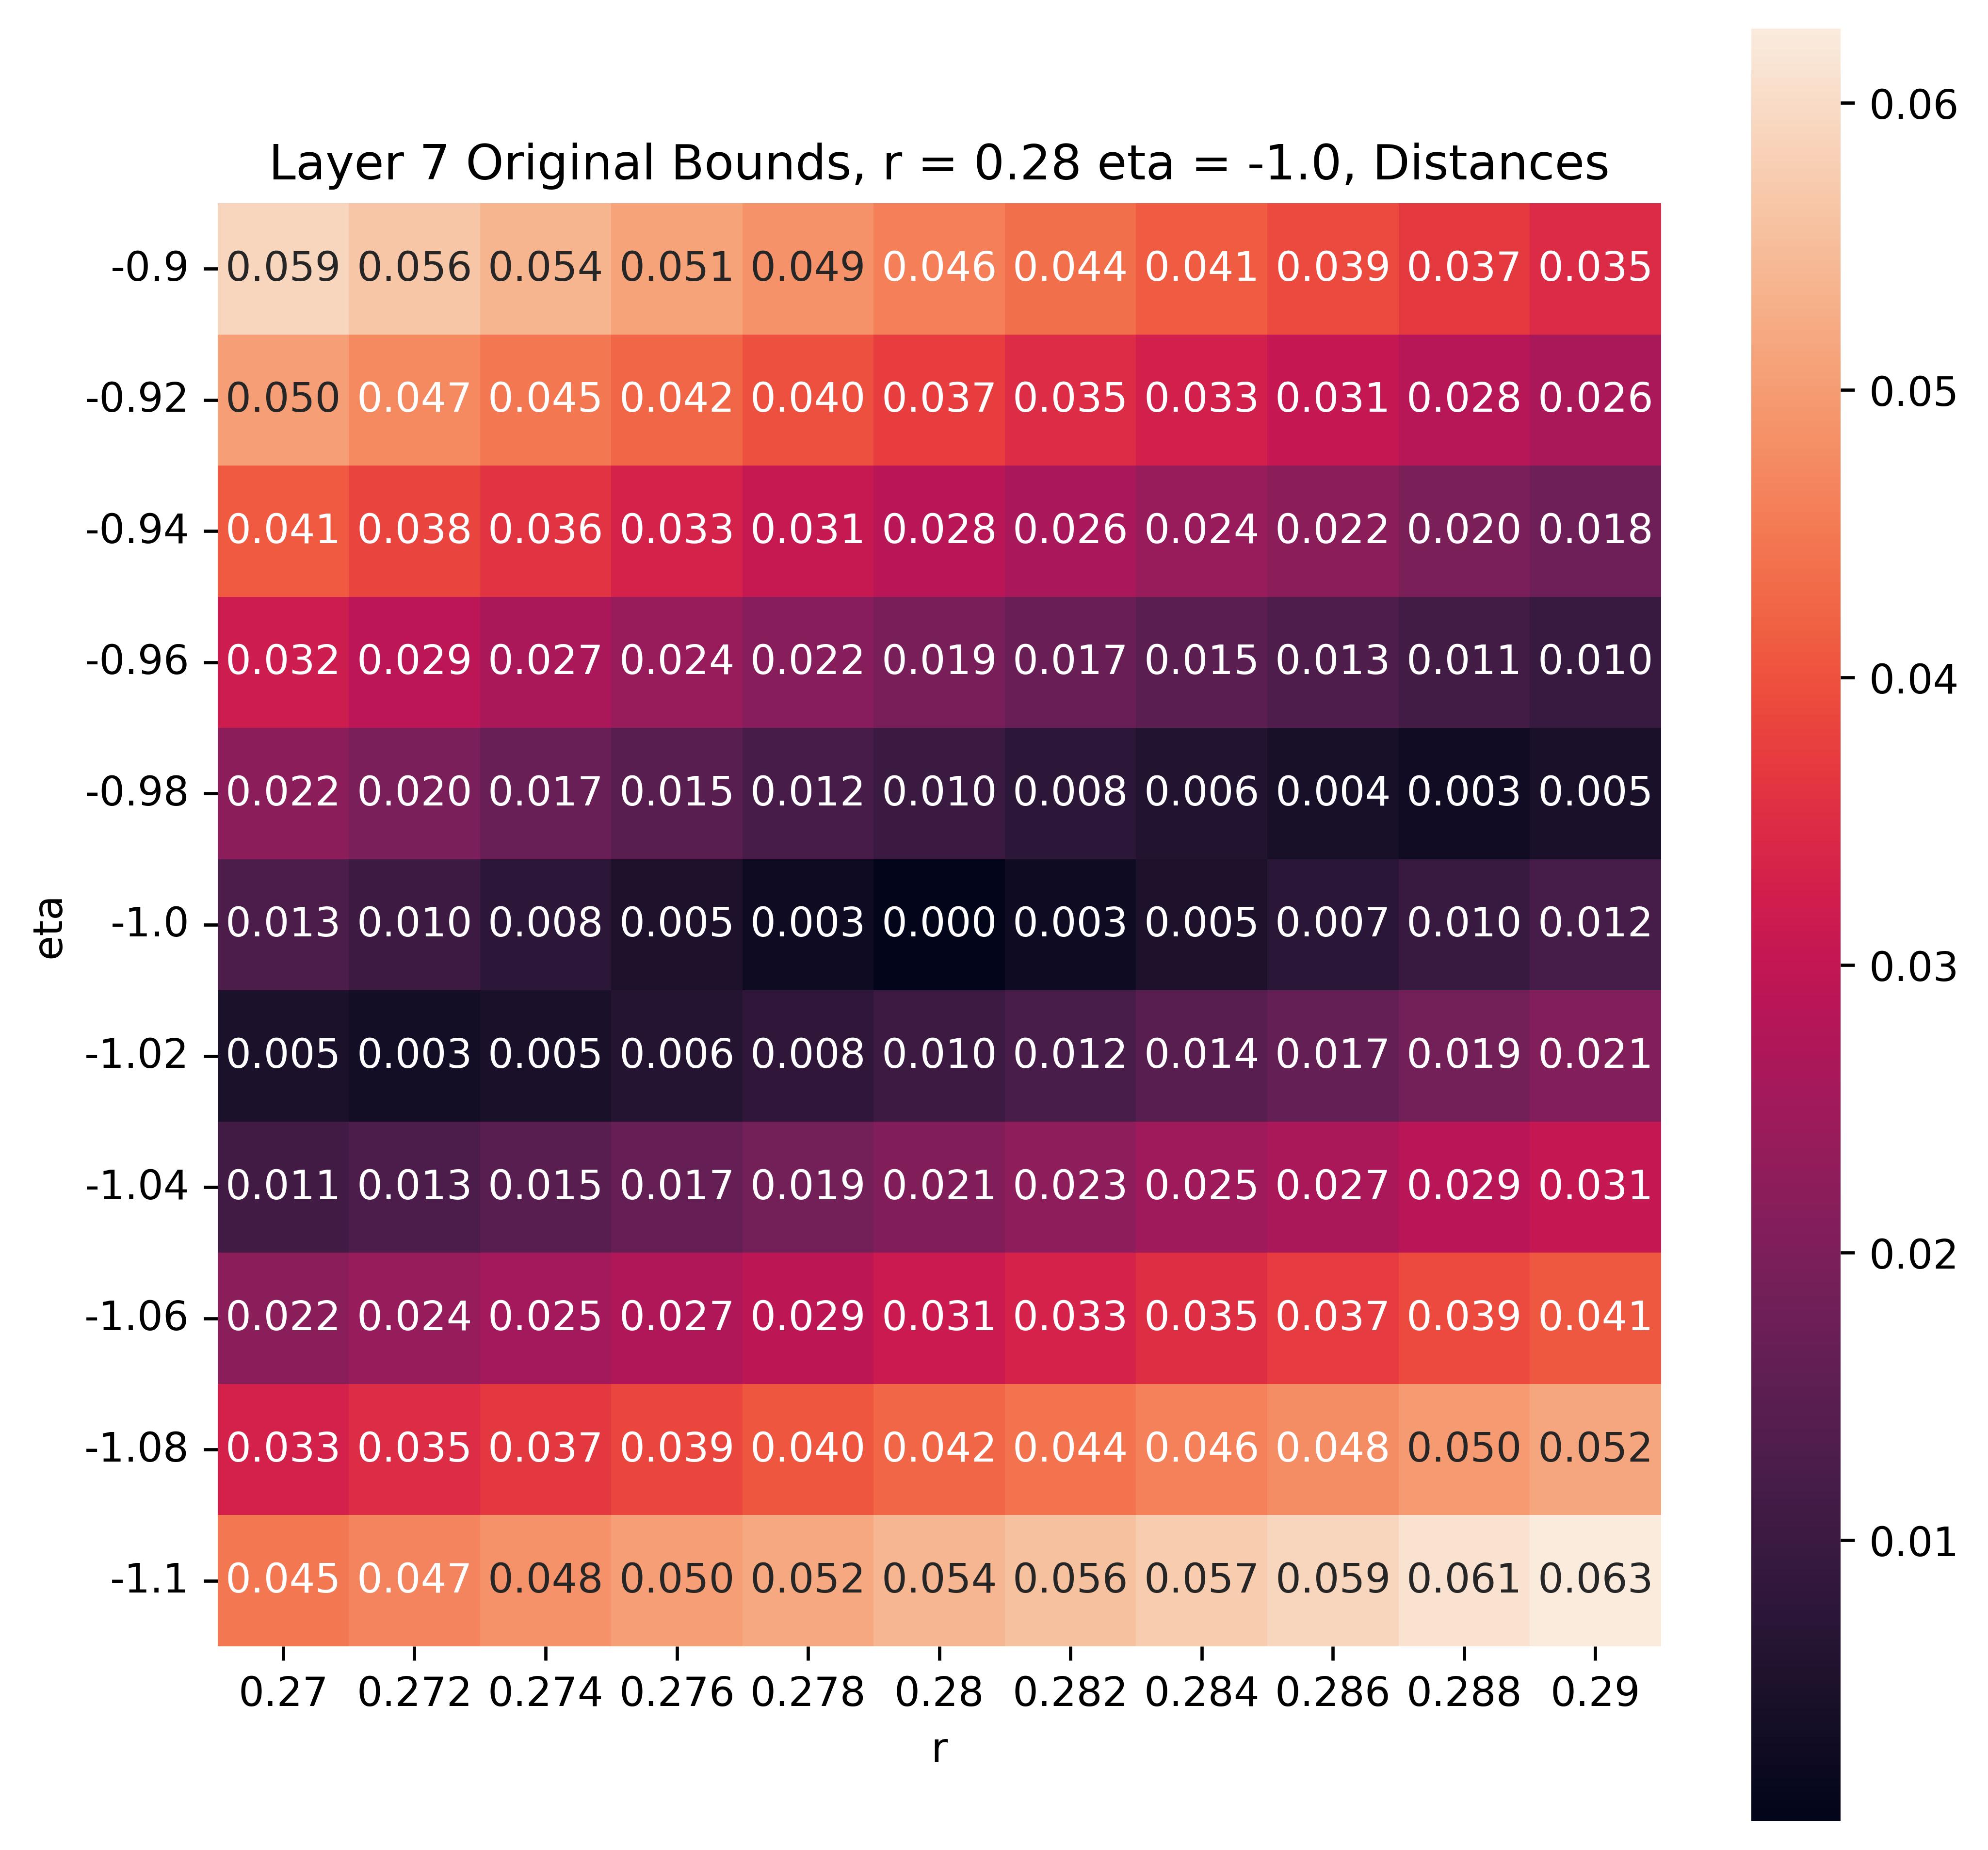 Layer 7 Original Bounds, r = 0.28 eta = -1.0, Distances
-0.9 0.059 0.056 0.054 0.051 0.049 0.046 0.044 0.041 0.039 0.037 0.035
-0.92 0.050 0.047 0.045 0.042 0.040 0.037 0.035 0.033 0.031 0.028 0.026
-0.94 0.041 0.038 0.036 0.033 0.031 0.028 0.026 0.024 0.022 0.020 0.018
-0.96 0.032 0.029 0.027 0.024 0.022 0.019 0.017 0.015 0.013 0.011 0.010
-0.98 0.022 0.020 0.017 0.015 0.012 0.010 0.008 0.006 0.004 0.003 0.005
-1.0 0.013 0.010 0.008 0.005 0.003 0.000 0.003 0.005 0.007 0.010 0.012
-1.02 0.005 0.003 0.005 0.006 0.008 0.010 0.012 0.014 0.017 0.019 0.021
-1.04 0.011 0.013 0.015 0.017 0.019 0.021 0.023 0.025 0.027 0.029 0.031
-1.06 0.022 0.024 0.025 0.027 0.029 0.031 0.033 0.035 0.037 0.039 0.041
-1.08 0.033 0.035 0.037 0.039 0.040 0.042 0.044 0.046 0.048 0.050 0.052
-1.1 0.045 0.047 0.048 0.050 0.052 0.054 0.056 0.057 0.059 0.061 0.063
0.27 0.272 0.274 0.276 0.278 0.28 0.282 0.284 0.286 0.288 0.29
r
eta
0.06
0.05
0.04
0.03
0.02
0.01